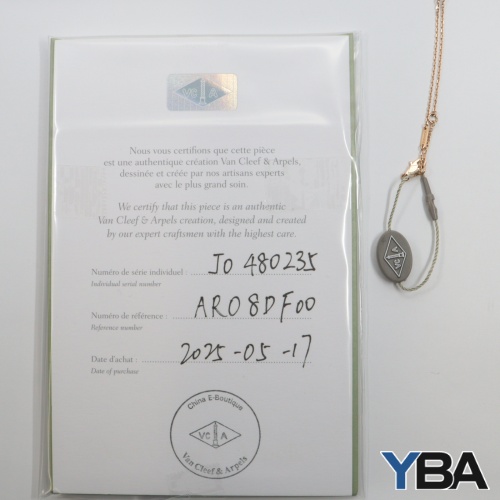 VC A
Nous vous certifions que cette pièce
est une authentique création Van Cleef & Arpels,
dessinée et créée par nos artisans experts
avec le plus grand soin.
We certify that this piece is an authentic
Van Cleef & Arpels creation, designed and created
by our expert craftsmen with the highest care.
Numéro de série individuel : JO 480235
Individual serial number
Numéro de référence : ARO8DF00
Reference number
Date d'achat : 2025-05-17
Date of purchase
China E-Boutique
VC A
Van Cleef & Arpels
VCA
YBA